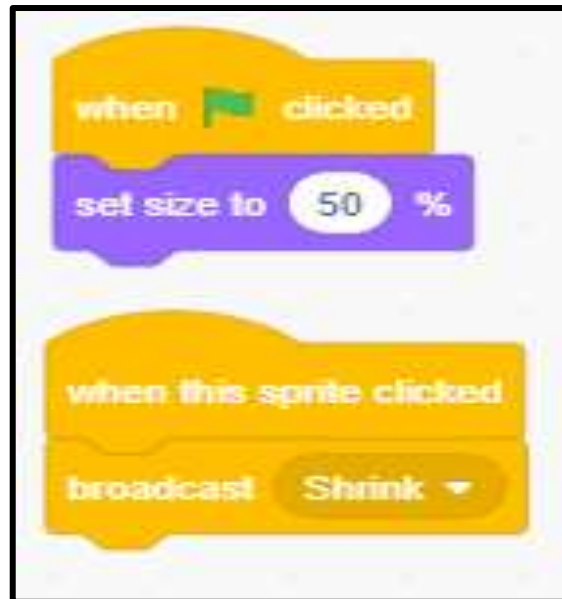 when clicked
set size to 50 %
when this sprite clicked
broadcast Shrink